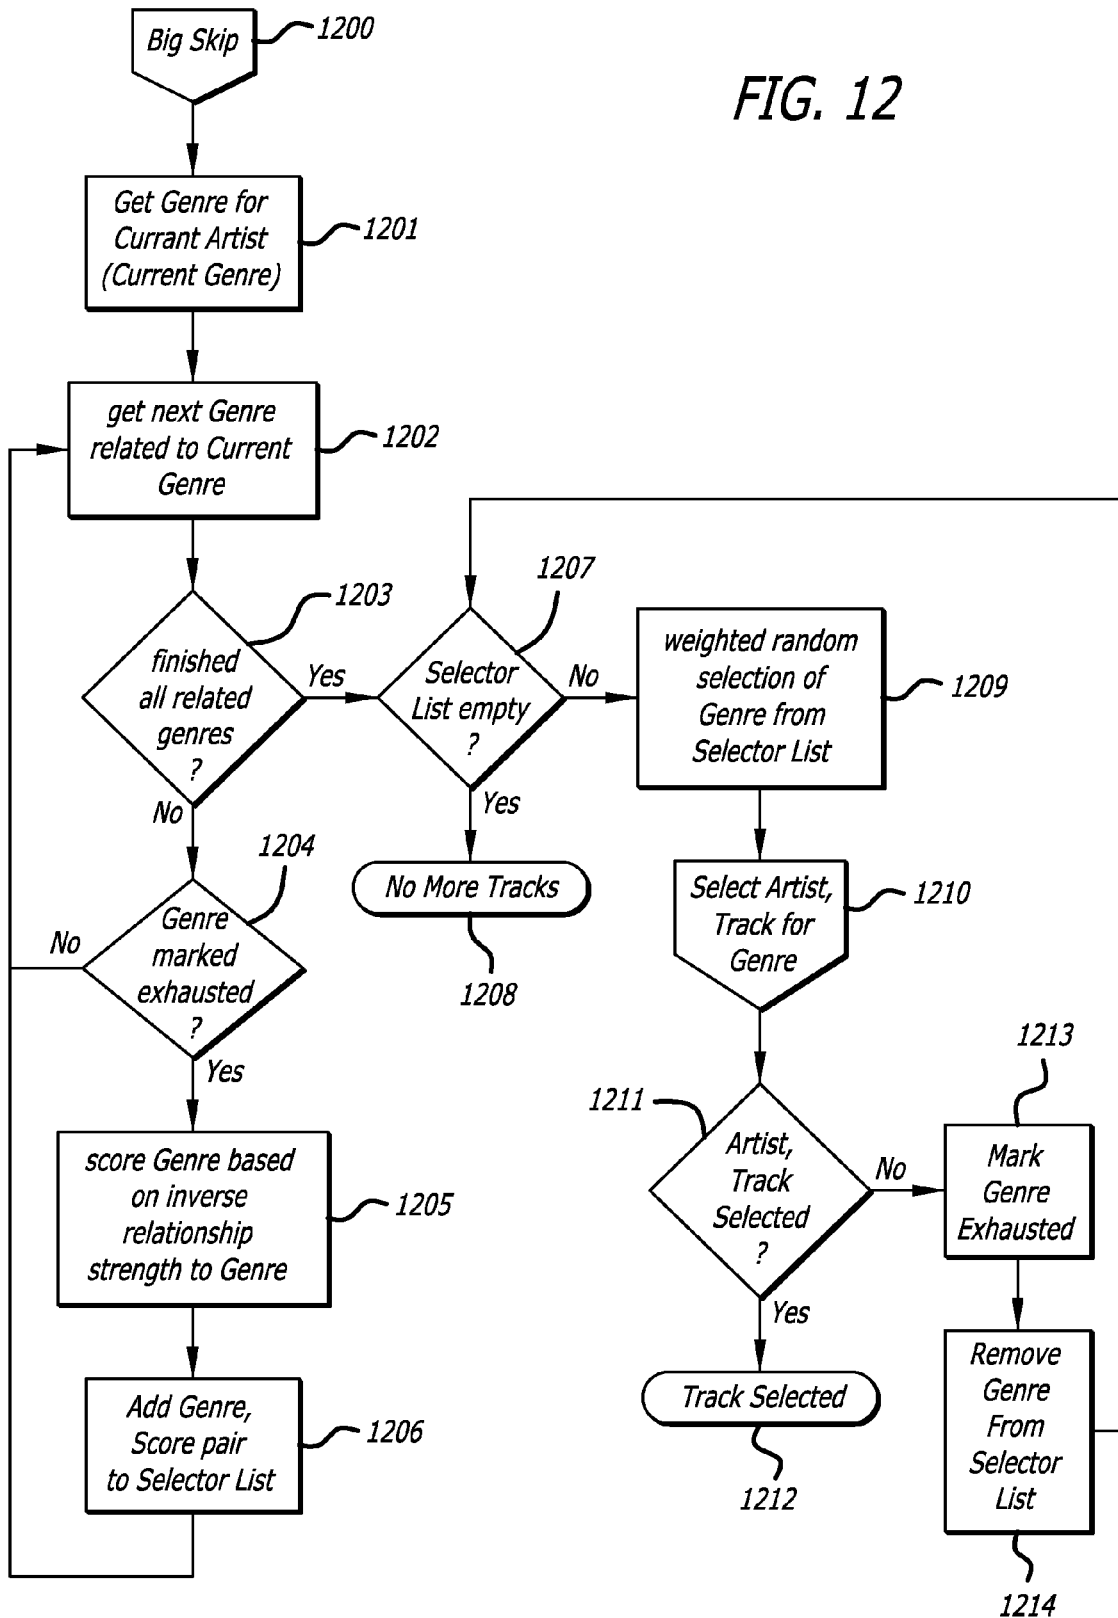 Big Skip
1200
FIG. 12
Get Genre for
Currant Artist
(Current Genre)
1201
get next Genre
related to Current
Genre
1202
finished
all related
genres
?
1203
Yes
No
Genre
marked
exhausted
?
1204
No
Yes
score Genre based
on inverse
relationship
strength to Genre
1205
Add Genre,
Score pair
to Selector List
1206
Selector
List empty
?
1207
No
Yes
No More Tracks
1208
weighted random
selection of
Genre from
Selector List
1209
Select Artist,
Track for
Genre
1210
Artist,
Track
Selected
?
1211
No
Yes
Track Selected
1212
Mark
Genre
Exhausted
1213
Remove
Genre
From
Selector
List
1214